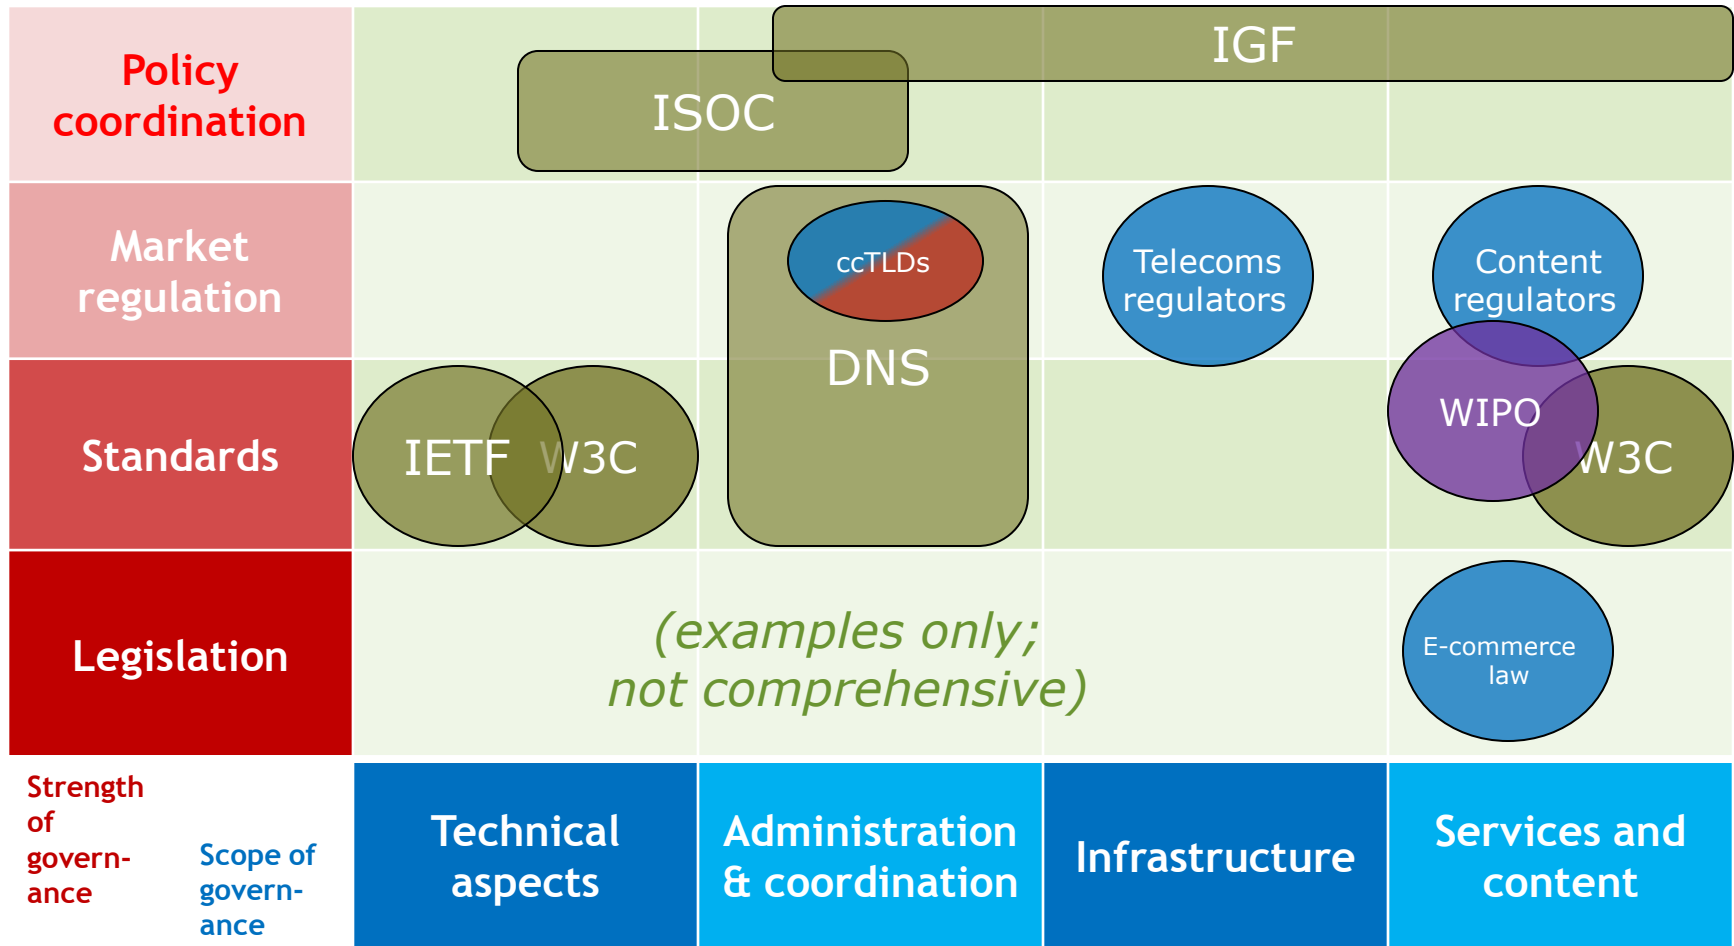 IGF
Policy
coordination
ISOC
Market
regulation
ccTLDs
Telecoms
regulators
Content
regulators
DNS
WIPO
Standards
IETF
W3C
W3C
Legislation
(examples only;
not comprehensive)
E-commerce
law
Strength
of
govern-
ance
Scope of
govern-
ance
Technical
aspects
Administration
& coordination
Infrastructure
Services and
content